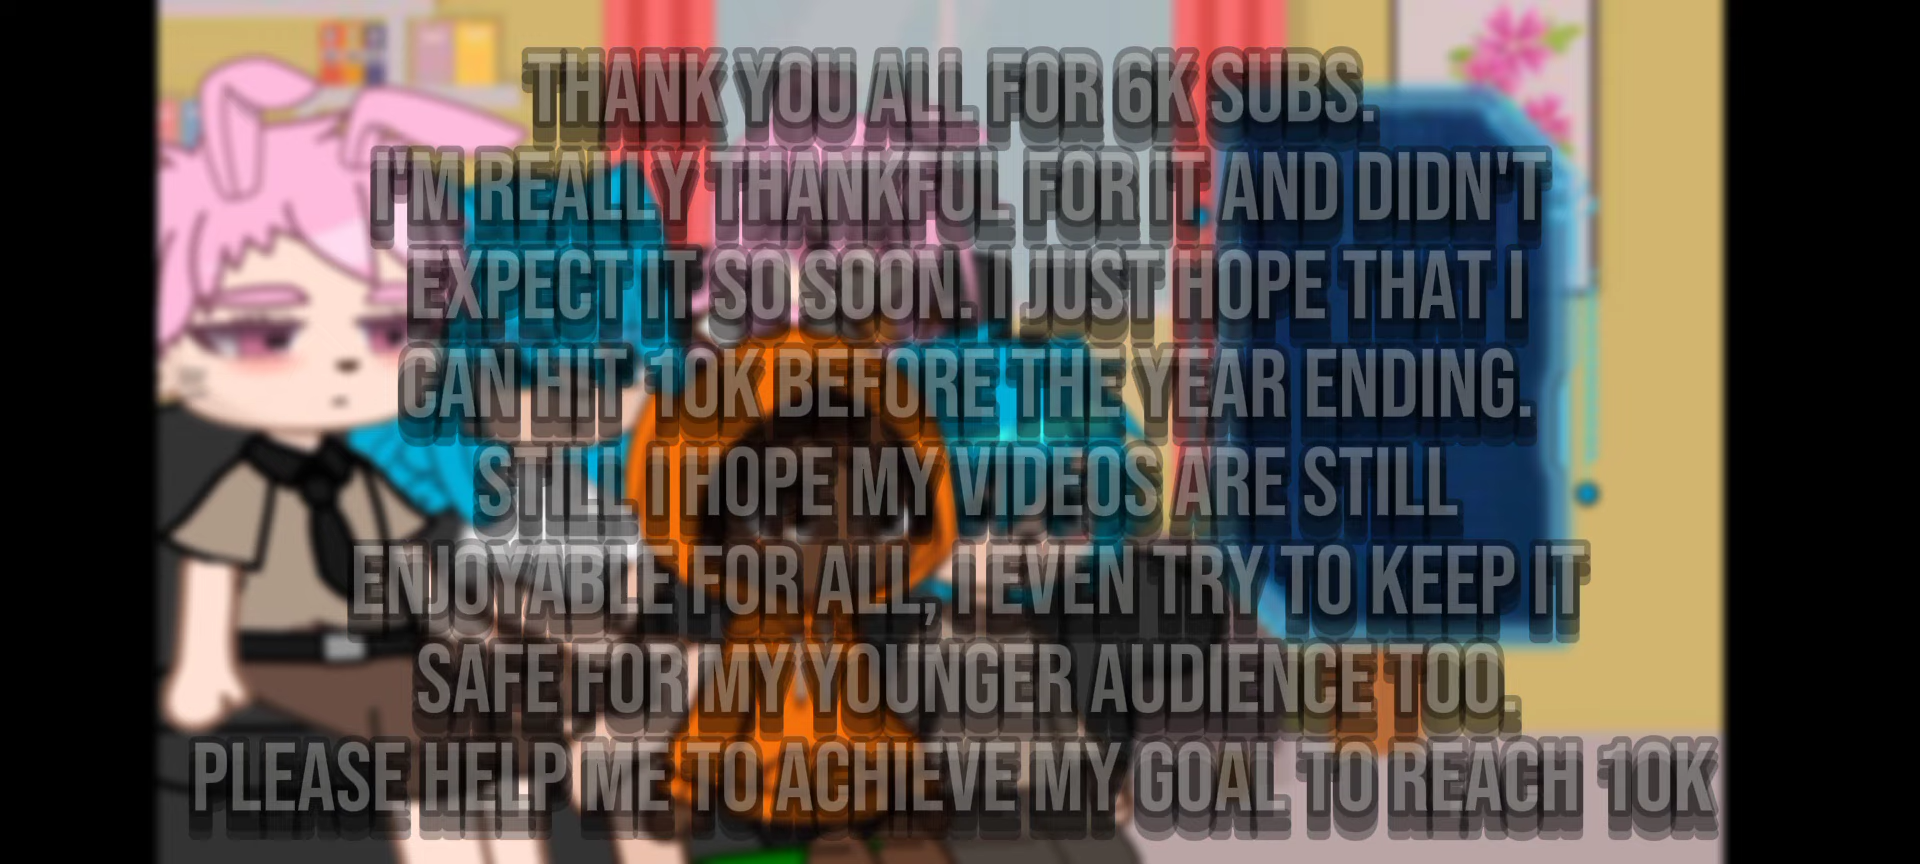 THANK YOU ALL FOR 6K SUBS.
I'M REALLY THANKFUL FOR IT AND DIDN'T
EXPECT IT SO SOON. I JUST HOPE THAT I
CAN HIT 10K BEFORE THE YEAR ENDING.
STILL I HOPE MY VIDEOS ARE STILL
ENJOYABLE FOR ALL, I EVEN TRY TO KEEP IT
SAFE FOR MY YOUNGER AUDIENCE TOO.
PLEASE HELP ME TO ACHIEVE MY GOAL TO REACH 10K